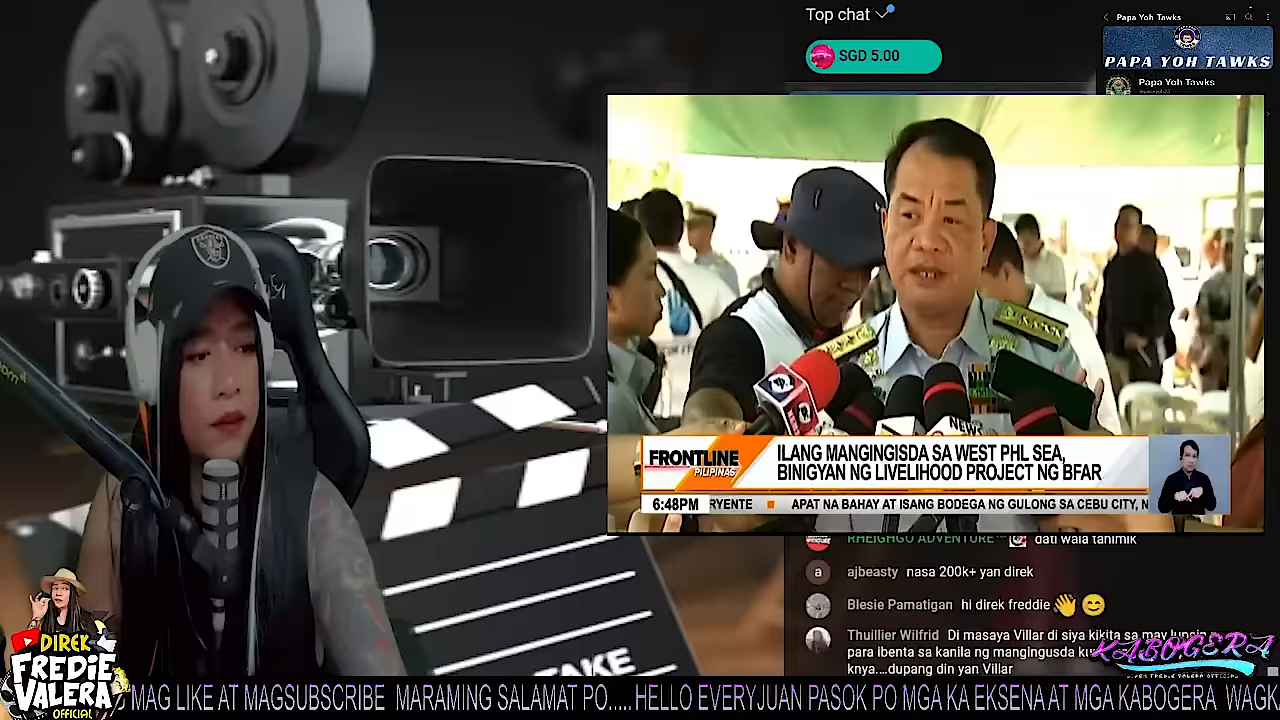 Top chat
SGD 5.00
Papa Yoh Tawks
PAPA YOH TAWKS
Papa Yoh Tawks
NEWS
FRONTLINE
PILIPINAS
ILANG MANGINGISDA SA WEST PHL SEA,
BINIGYAN NG LIVELIHOOD PROJECT NG BFAR
6:48PM
RYENTE ■ APAT NA BAHAY AT ISANG BODEGA NG GULONG SA CEBU CITY, N
RHEIGHGO ADVENTURE dati wala tahimik
a ajbeasty nasa 200k+ yan direk
Blesie Pamatigan hi direk freddie 👋 😊
Thuillier Wilfrid Di masaya Villar di siya kikita sa may
para ibenta sa kanila ng mangingusda
knya....dupang din yan Villar
KABOGERA
TAKE
DIREK
FREDIE
VALERA
OFFICIAL
MAG LIKE AT MAGSUBSCRIBE MARAMING SALAMAT PO.....HELLO EVERYJUAN PASOK PO MGA KA EKSENA AT MGA KABOGERA WAGK